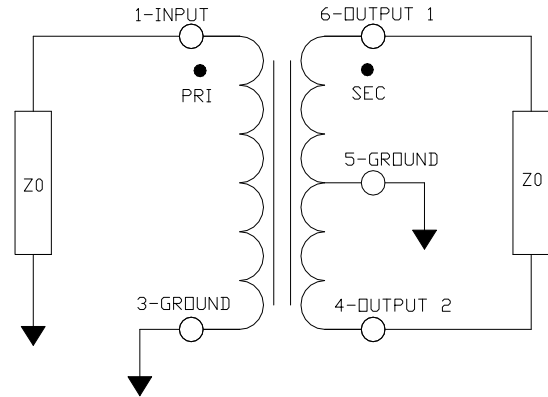 1-INPUT
6-OUTPUT 1
PRI
SEC
Z0
5-GROUND
Z0
3-GROUND
4-OUTPUT 2